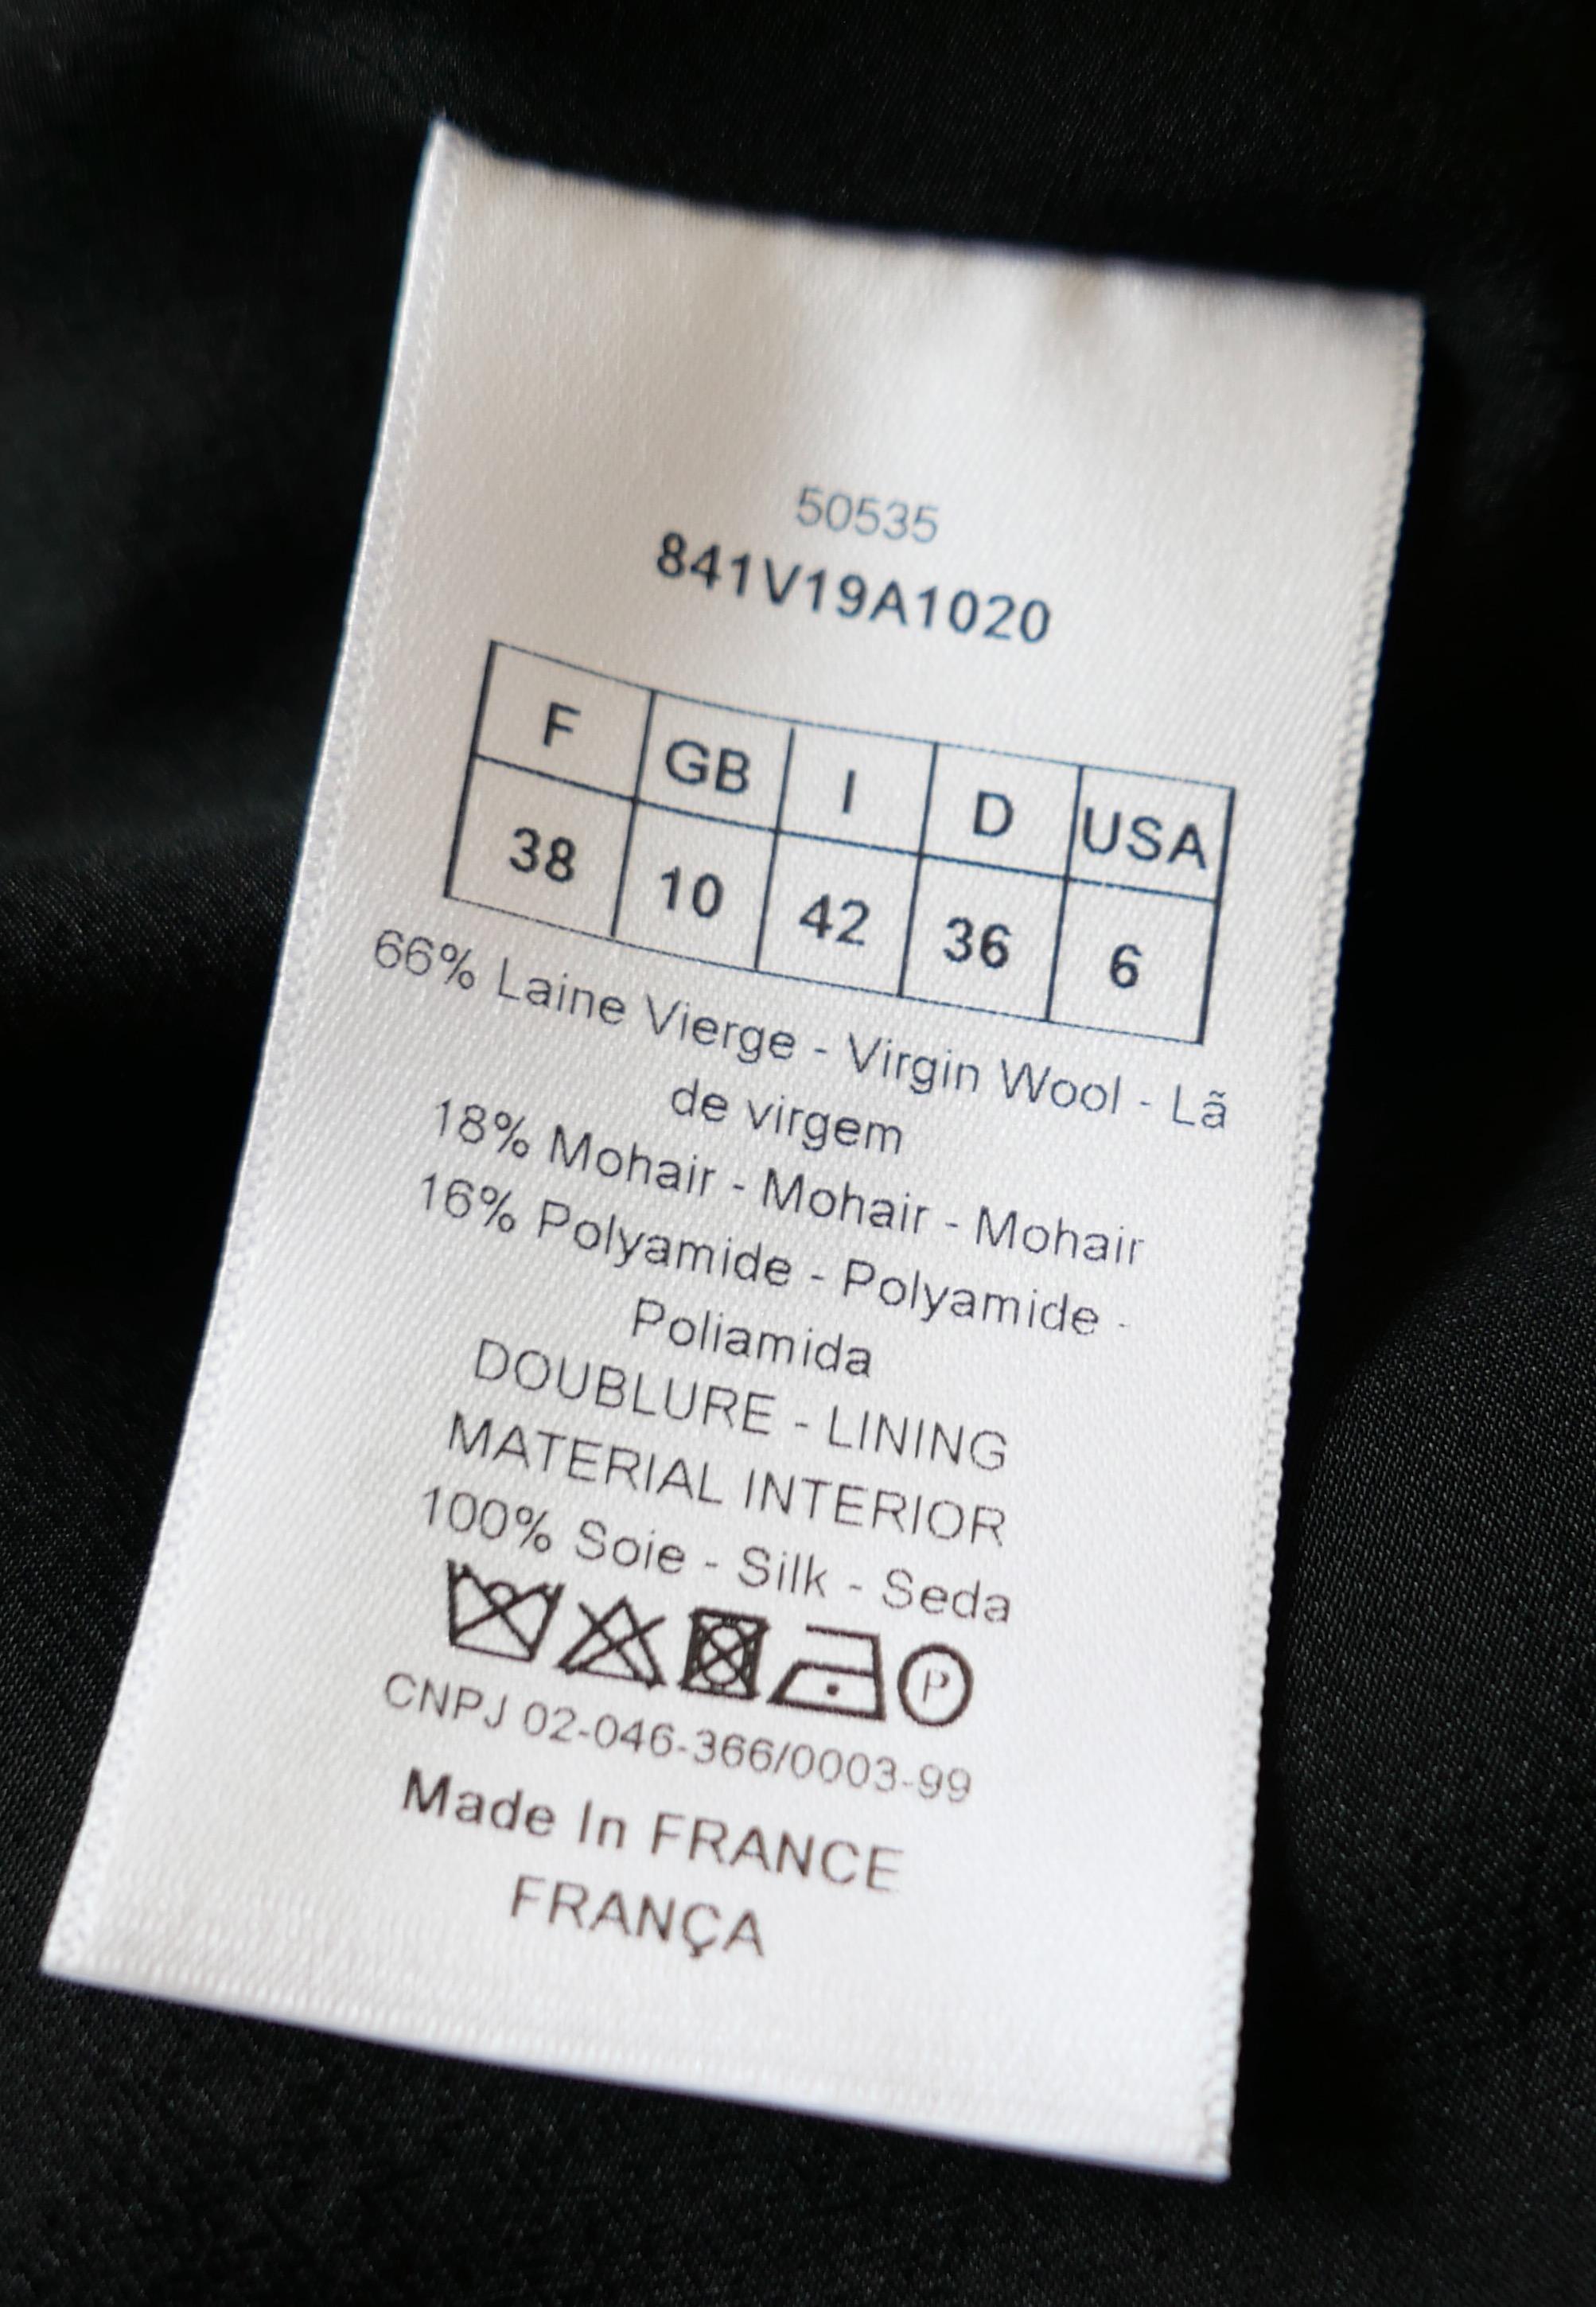 50535
841V19A1020
F GB I D USA
38 10 42 36 6
66% Laine Vierge - Virgin Wool - Lã
de virgem
18% Mohair - Mohair - Mohair
16% Polyamide - Polyamide -
Poliamida
DOUBLURE - LINING
MATERIAL INTERIOR
100% Soie - Silk - Seda
P
CNPJ 02-046-366/0003-99
Made In FRANCE
FRANÇA